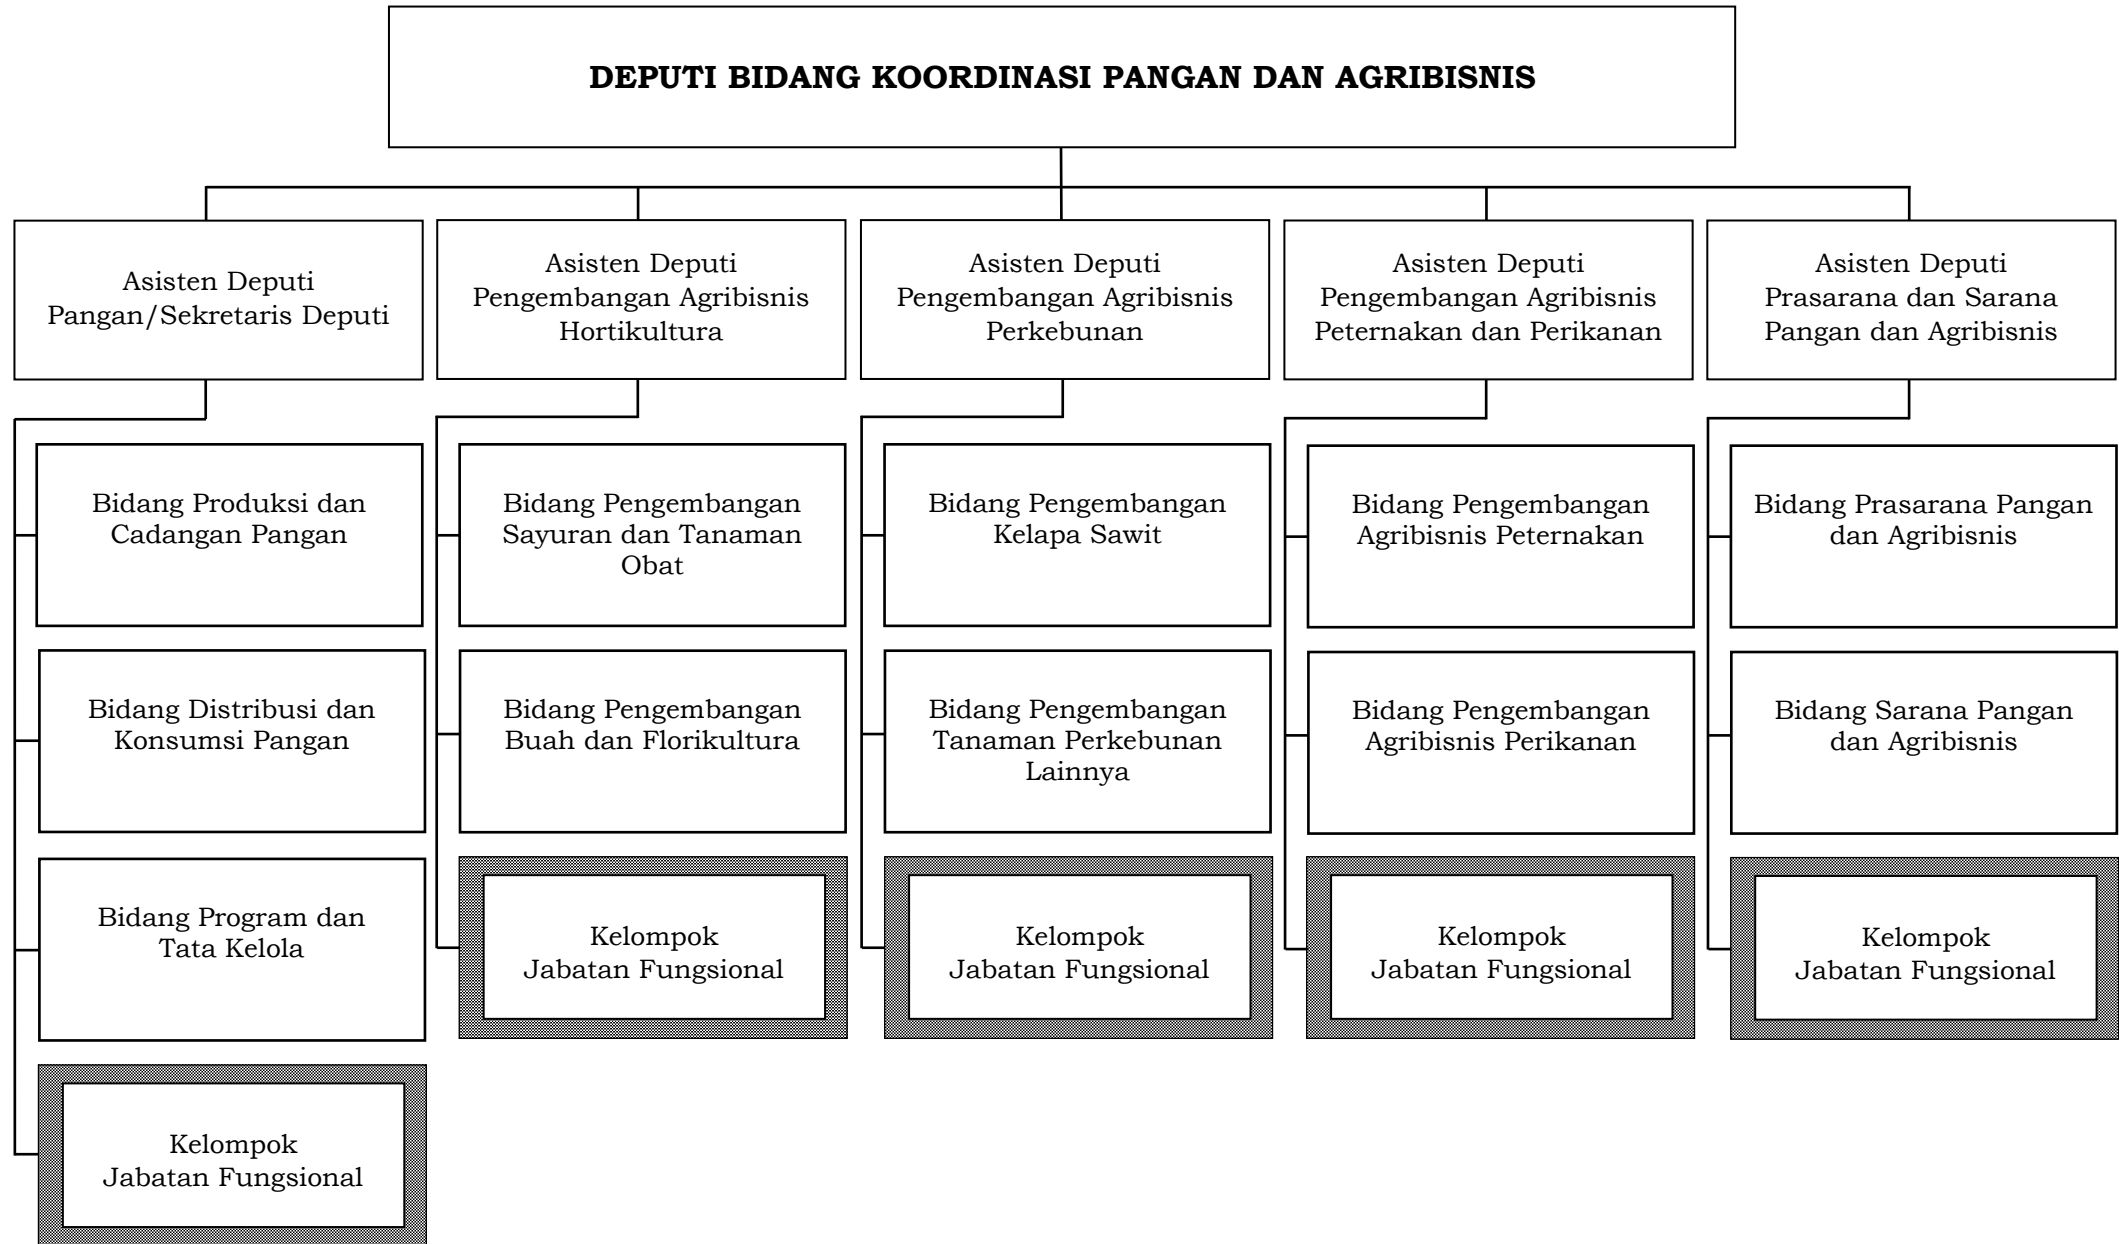 DEPUTI BIDANG KOORDINASI PANGAN DAN AGRIBISNIS
Asisten Deputi
Pangan/Sekretaris Deputi
Asisten Deputi
Pengembangan Agribisnis
Hortikultura
Asisten Deputi
Pengembangan Agribisnis
Perkebunan
Asisten Deputi
Pengembangan Agribisnis
Peternakan dan Perikanan
Asisten Deputi
Prasarana dan Sarana
Pangan dan Agribisnis
Bidang Produksi dan
Cadangan Pangan
Bidang Pengembangan
Sayuran dan Tanaman
Obat
Bidang Pengembangan
Kelapa Sawit
Bidang Pengembangan
Agribisnis Peternakan
Bidang Prasarana Pangan
dan Agribisnis
Bidang Distribusi dan
Konsumsi Pangan
Bidang Pengembangan
Buah dan Florikultura
Bidang Pengembangan
Tanaman Perkebunan
Lainnya
Bidang Pengembangan
Agribisnis Perikanan
Bidang Sarana Pangan
dan Agribisnis
Bidang Program dan
Tata Kelola
Kelompok
Jabatan Fungsional
Kelompok
Jabatan Fungsional
Kelompok
Jabatan Fungsional
Kelompok
Jabatan Fungsional
Kelompok
Jabatan Fungsional